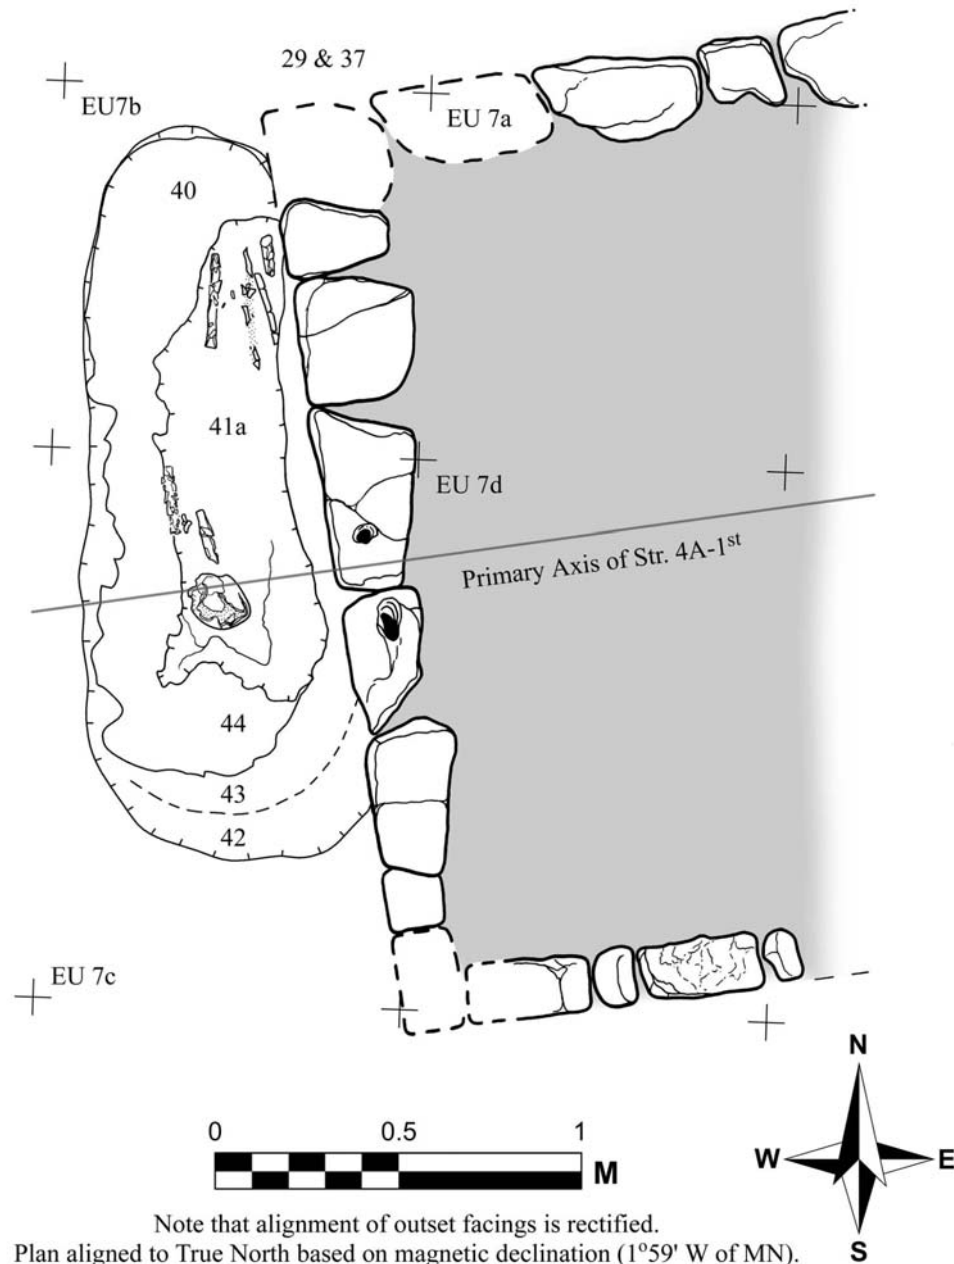 29 & 37
EU7b
EU 7a
40
41a
EU 7d
Primary Axis of Str. 4A-1st
44
43
42
EU 7c
N
0 0.5 1
M
W E
S
Note that alignment of outset facings is rectified.
Plan aligned to True North based on magnetic declination (1°59' W of MN).